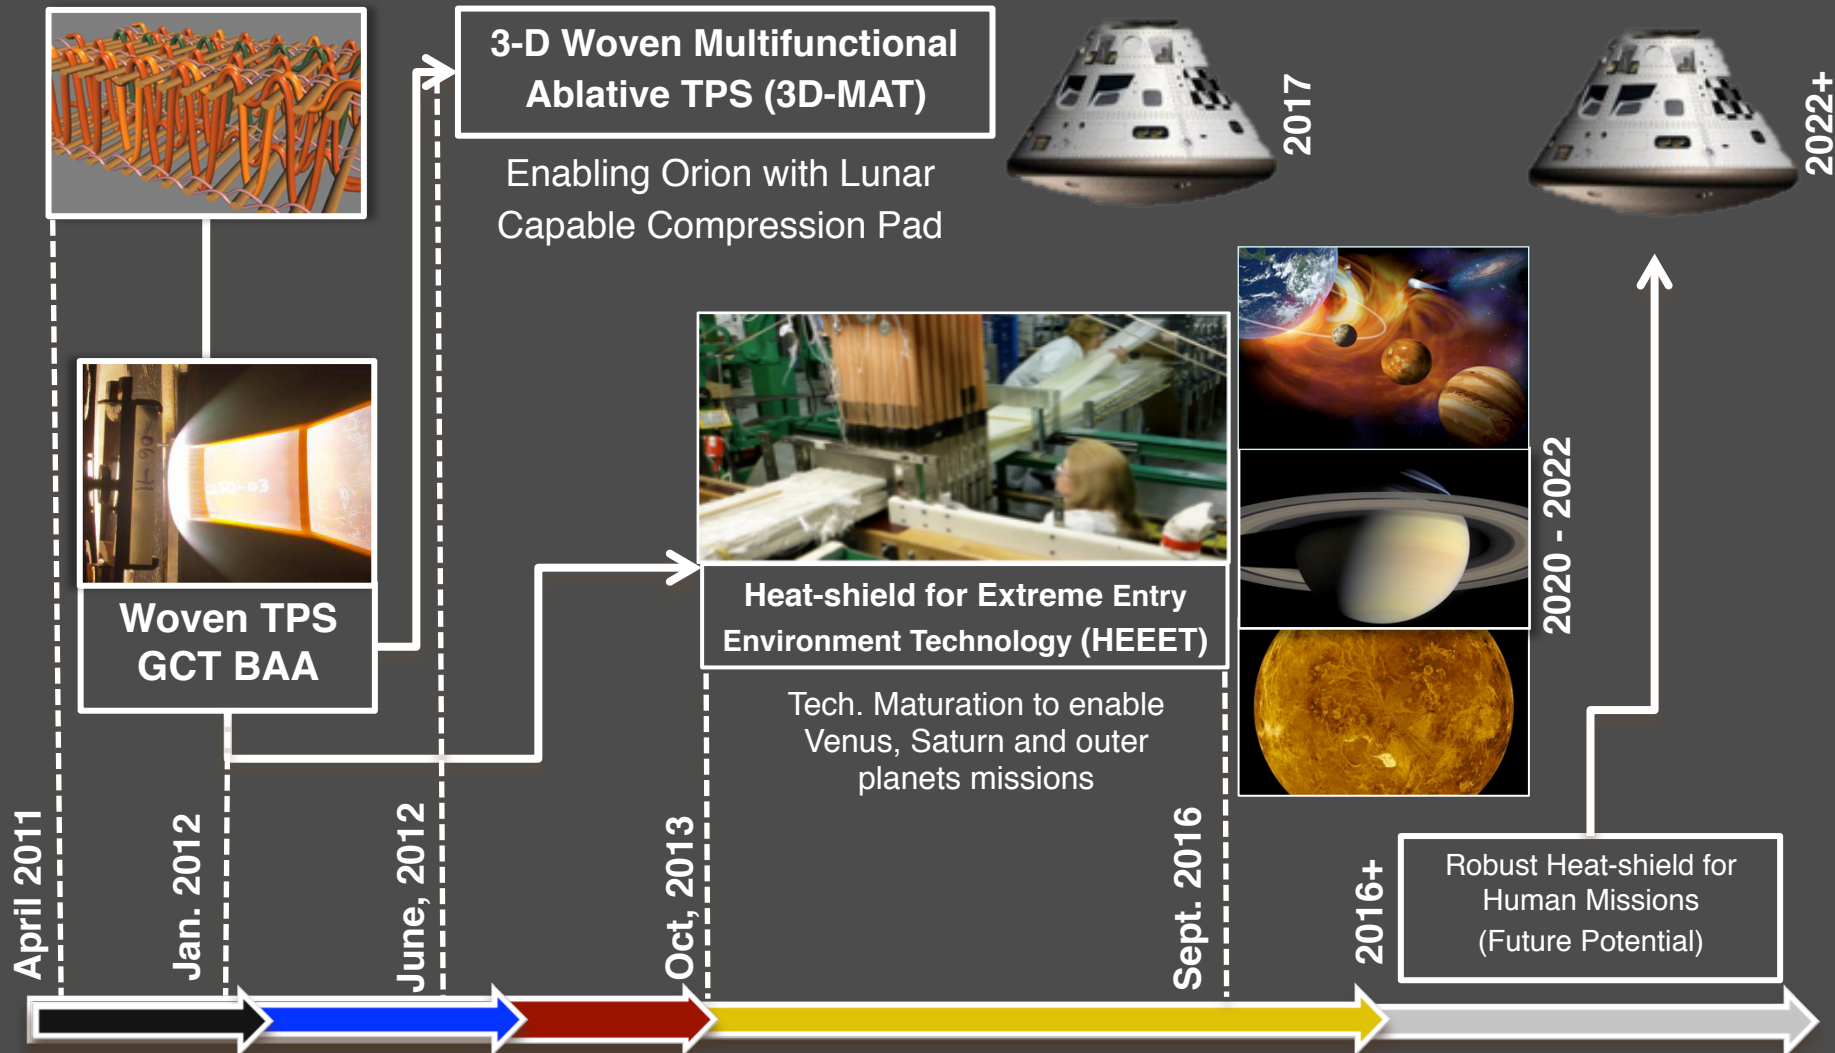 3-D Woven Multifunctional
Ablative TPS (3D-MAT)
Enabling Orion with Lunar
Capable Compression Pad
2017
2022+
Woven TPS
GCT BAA
Heat-shield for Extreme Entry
Environment Technology (HEEET)
Tech. Maturation to enable
Venus, Saturn and outer
planets missions
2020 - 2022
Robust Heat-shield for
Human Missions
(Future Potential)
April 2011
Jan. 2012
June, 2012
Oct, 2013
Sept. 2016
2016+